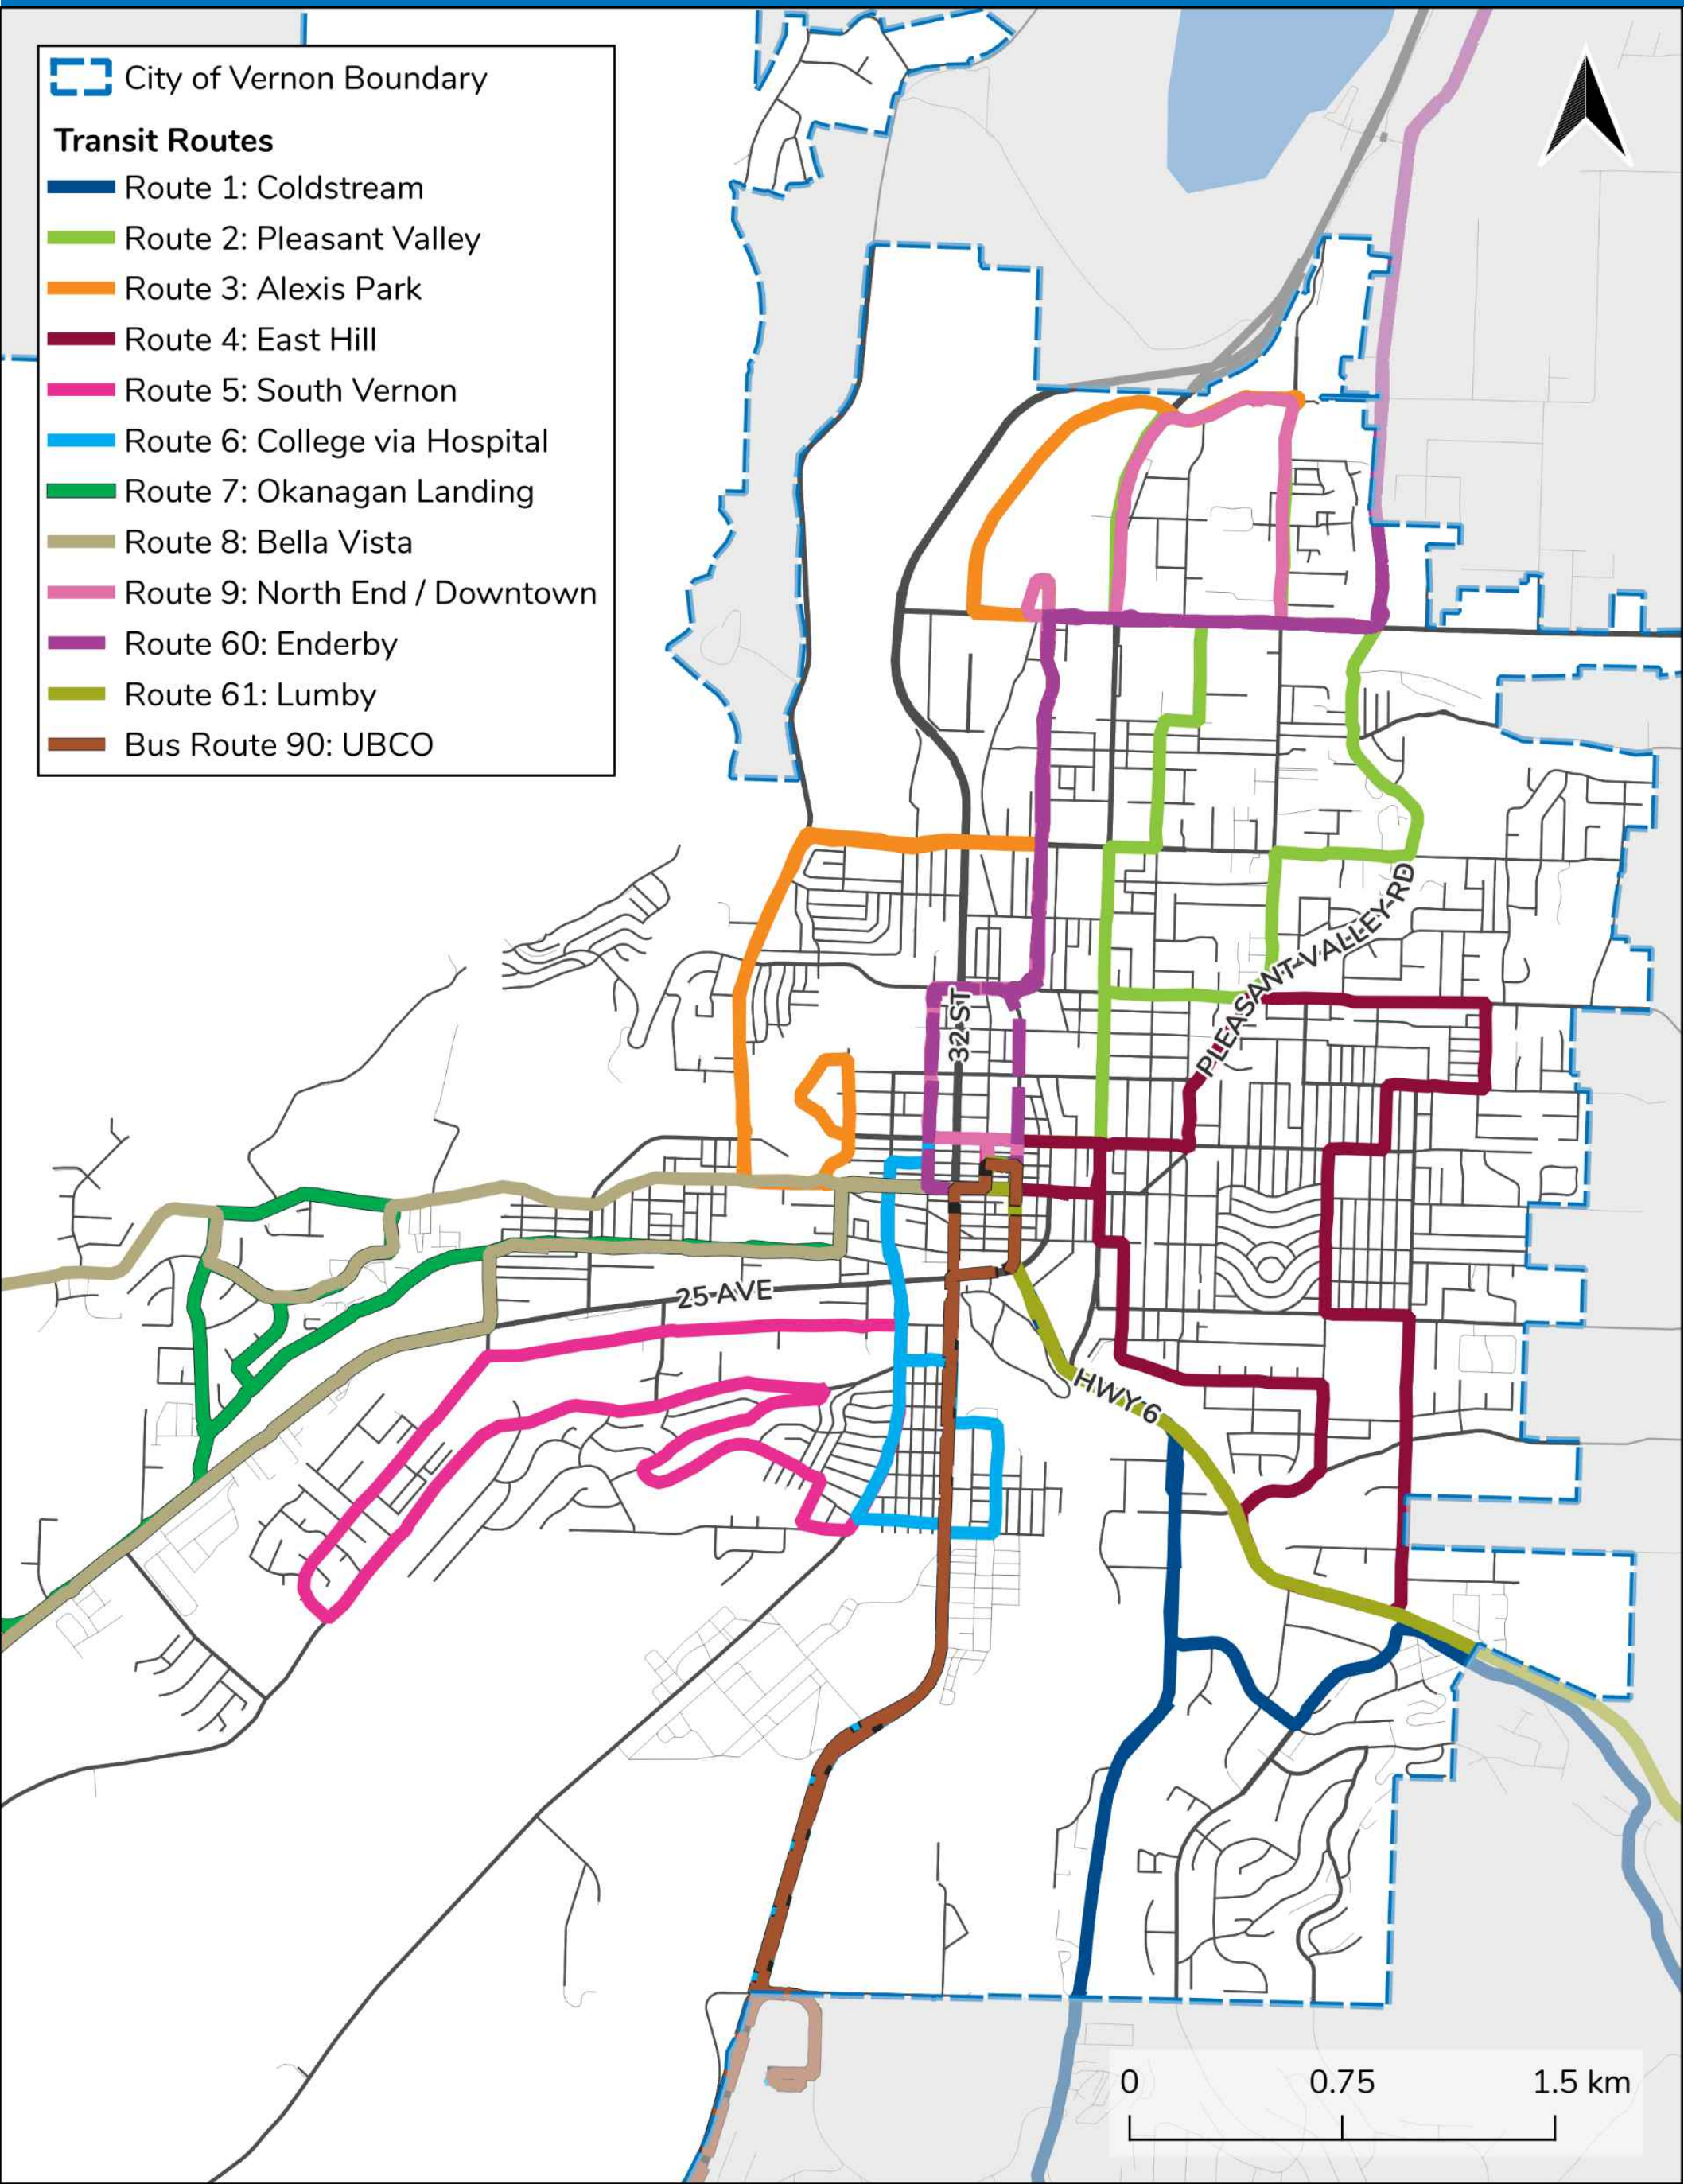 City of Vernon Boundary
Transit Routes
Route 1: Coldstream
Route 2: Pleasant Valley
Route 3: Alexis Park
Route 4: East Hill
Route 5: South Vernon
Route 6: College via Hospital
Route 7: Okanagan Landing
Route 8: Bella Vista
Route 9: North End / Downtown
Route 60: Enderby
Route 61: Lumby
Bus Route 90: UBCO
PLEASANT VALLEY RD
32 ST
25 AVE
HWY 6
0 0.75 1.5 km